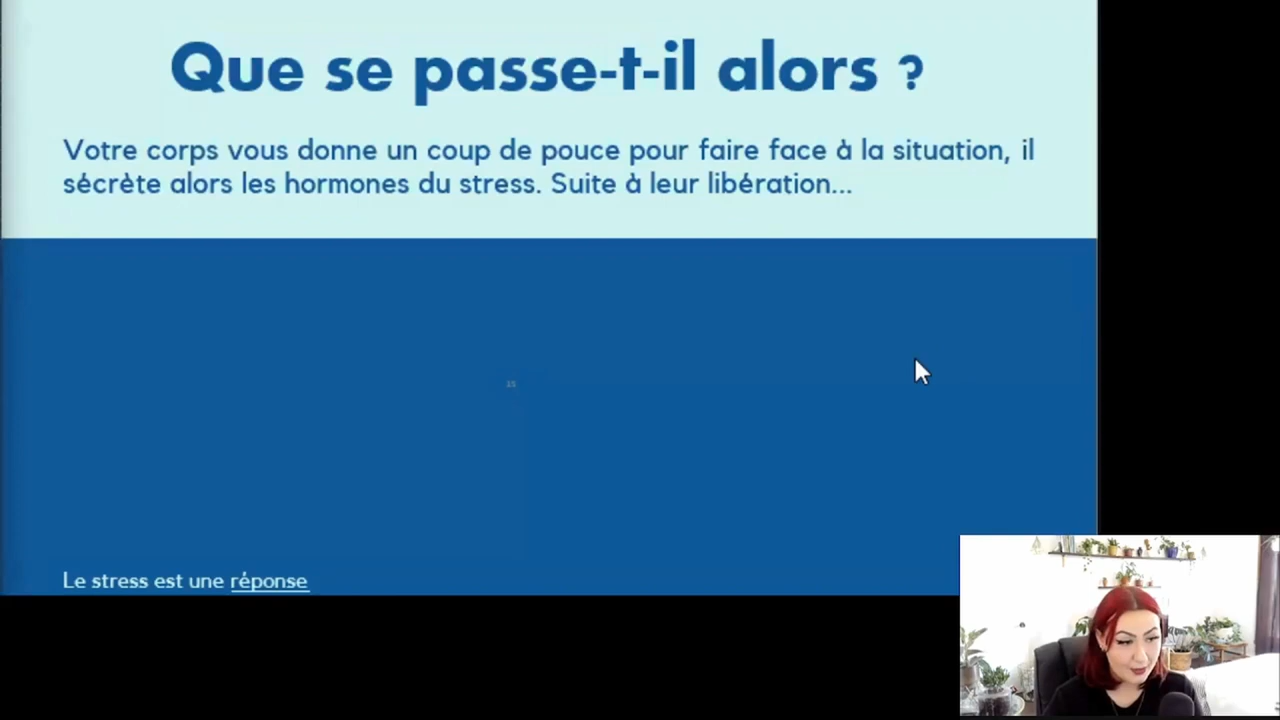 Que se passe-t-il alors ?
Votre corps vous donne un coup de pouce pour faire face à la situation, il
sécrète alors les hormones du stress. Suite à leur libération...
Le stress est une réponse